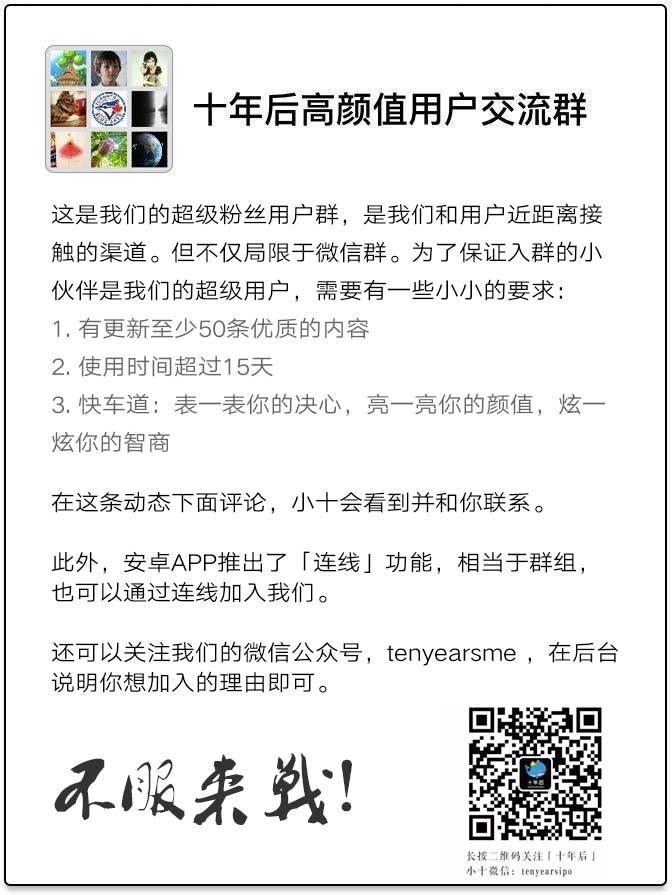 十年后高颜值用户交流群
这是我们的超级粉丝用户群，是我们和用户近距离接
触的渠道。但不仅局限于微信群。为了保证入群的小
伙伴是我们的超级用户，需要有一些小小的要求：
1. 有更新至少50条优质的内容
2. 使用时间超过15天
3. 快车道：表一表你的决心，亮一亮你的颜值，炫一
炫你的智商
在这条动态下面评论，小十会看到并和你联系。
此外，安卓APP推出了「连线」功能，相当于群组，
也可以通过连线加入我们。
还可以关注我们的微信公众号，tenyearsme ，在后台
说明你想加入的理由即可。
不服来战！
十年后
长按二维码关注「十年后」
小十微信：tenyearsipo